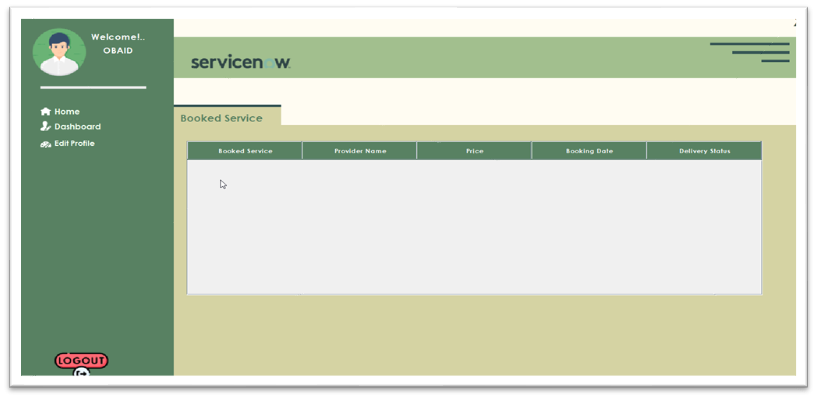 Welcome!..
OBAID
Home
Dashboard
Edit Profile
LOGOUT
servicenow
Booked Service
Booked Service Provider Name Price Booking Date Delivery Status